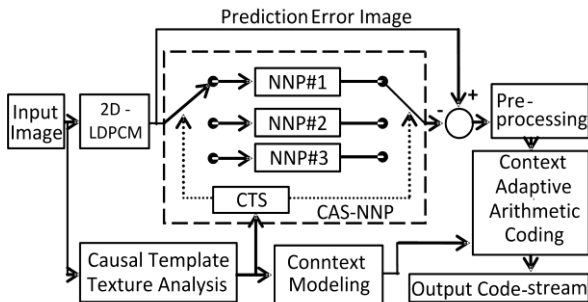 Prediction Error Image
Input
Image
2D -
LDPCM
NNP#1
NNP#2
NNP#3
CTS
CAS-NNP
+
-
Pre-
processing
Context
Adaptive
Arithmetic
Coding
Causal Template
Texture Analysis
Conntext
Modeling
Output Code-stream